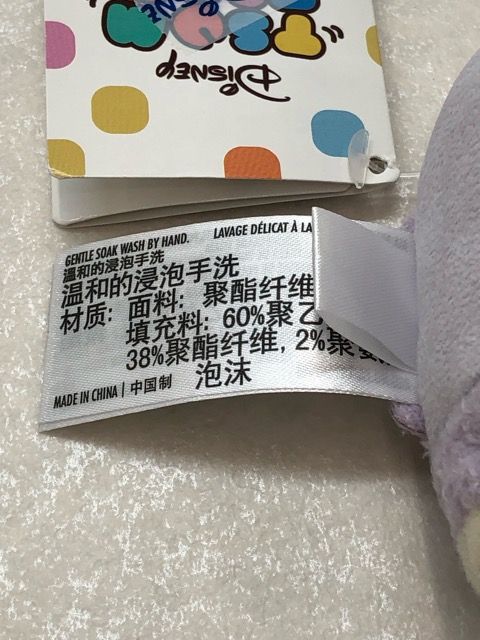 Disney
GENTLE SOAK WASH BY HAND. LAVAGE DÉLICAT À LA
温和的浸泡手洗
温和的浸泡手洗
材质: 面料: 聚酯纤维
填充料: 60%聚乙
38%聚酯纤维, 2%聚氨
泡沫
MADE IN CHINA | 中国制